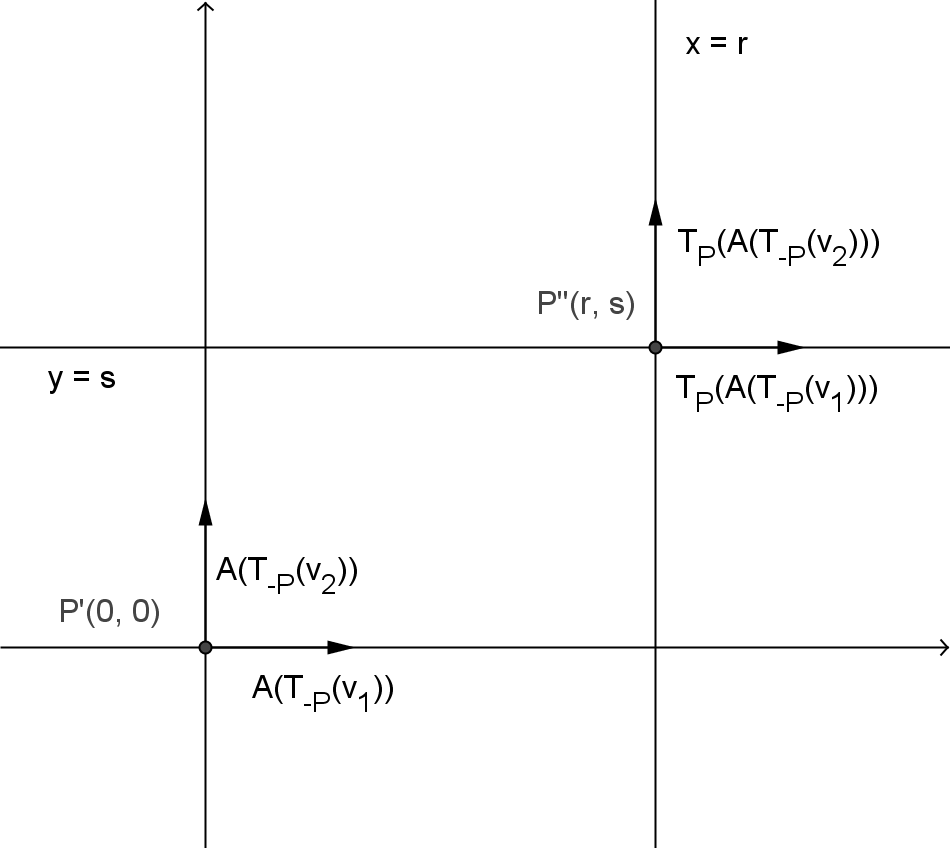 x = r
T_P(A(T_-P(v_2)))
P"(r, s)
y = s
T_P(A(T_-P(v_1)))
A(T_-P(v_2))
P'(0, 0)
A(T_-P(v_1))